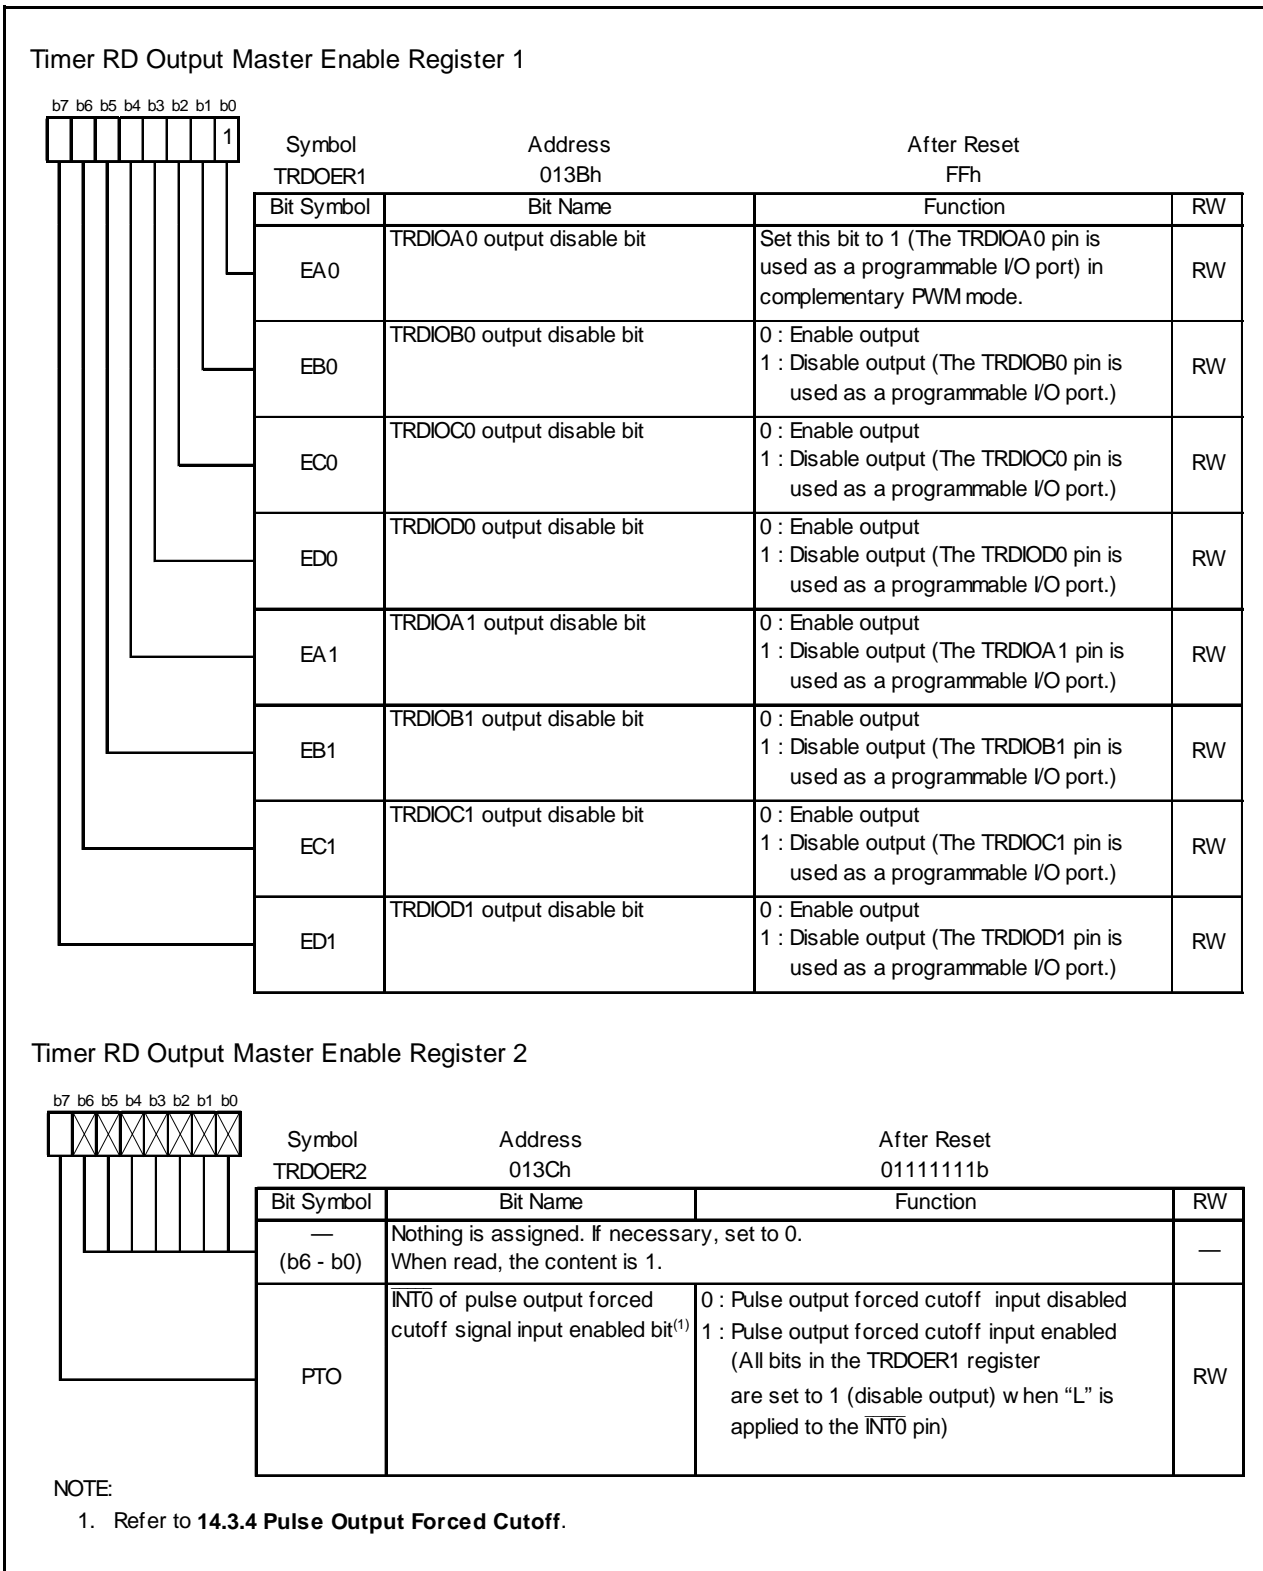 Timer RD Output Master Enable Register 1
b7 b6 b5 b4 b3 b2 b1 b0
1
Symbol Address After Reset
TRDOER1 013Bh FFh
Bit Symbol Bit Name Function RW
EA0 TRDIOA0 output disable bit Set this bit to 1 (The TRDIOA0 pin is
used as a programmable I/O port) in
complementary PWM mode. RW
EB0 TRDIOB0 output disable bit 0 : Enable output
1 : Disable output (The TRDIOB0 pin is
used as a programmable I/O port.) RW
EC0 TRDIOC0 output disable bit 0 : Enable output
1 : Disable output (The TRDIOC0 pin is
used as a programmable I/O port.) RW
ED0 TRDIOD0 output disable bit 0 : Enable output
1 : Disable output (The TRDIOD0 pin is
used as a programmable I/O port.) RW
EA1 TRDIOA1 output disable bit 0 : Enable output
1 : Disable output (The TRDIOA1 pin is
used as a programmable I/O port.) RW
EB1 TRDIOB1 output disable bit 0 : Enable output
1 : Disable output (The TRDIOB1 pin is
used as a programmable I/O port.) RW
EC1 TRDIOC1 output disable bit 0 : Enable output
1 : Disable output (The TRDIOC1 pin is
used as a programmable I/O port.) RW
ED1 TRDIOD1 output disable bit 0 : Enable output
1 : Disable output (The TRDIOD1 pin is
used as a programmable I/O port.) RW
Timer RD Output Master Enable Register 2
b7 b6 b5 b4 b3 b2 b1 b0
Symbol Address After Reset
TRDOER2 013Ch 01111111b
Bit Symbol Bit Name Function RW
—
(b6 - b0) Nothing is assigned. If necessary, set to 0.
When read, the content is 1. —
PTO I̅N̅T̅0̅ of pulse output forced
cutoff signal input enabled bit(1) 0 : Pulse output forced cutoff input disabled
1 : Pulse output forced cutoff input enabled
(All bits in the TRDOER1 register
are set to 1 (disable output) when “L” is
applied to the I̅N̅T̅0̅ pin) RW
NOTE:
1. Refer to 14.3.4 Pulse Output Forced Cutoff.